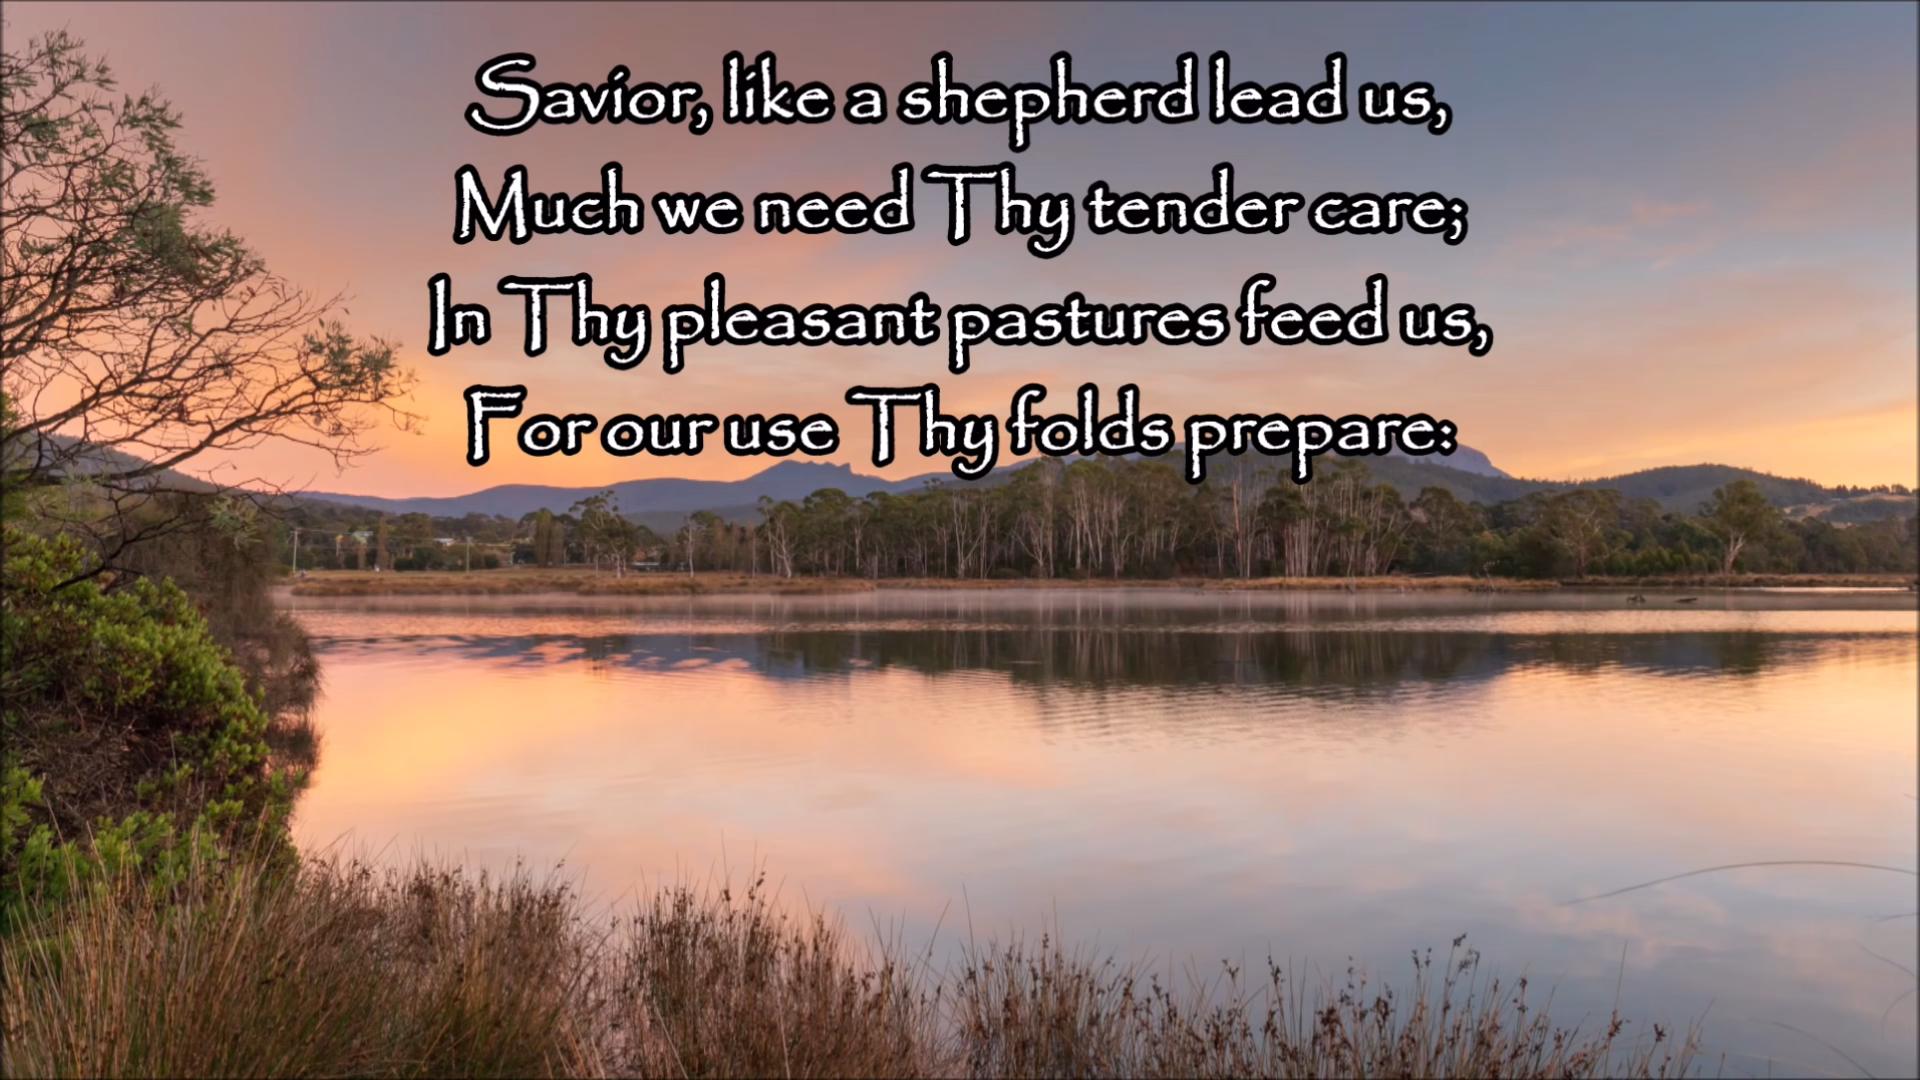 Savior, like a shepherd lead us,
Much we need Thy tender care;
In Thy pleasant pastures feed us,
For our use Thy folds prepare: